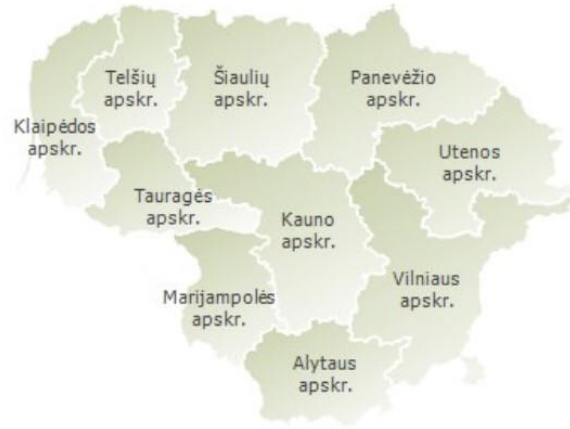 Telšių
apskr.
Šiaulių
apskr.
Panevėžio
apskr.
Klaipėdos
apskr.
Utenos
apskr.
Tauragės
apskr.
Kauno
apskr.
Vilniaus
apskr.
Marijampolės
apskr.
Alytaus
apskr.